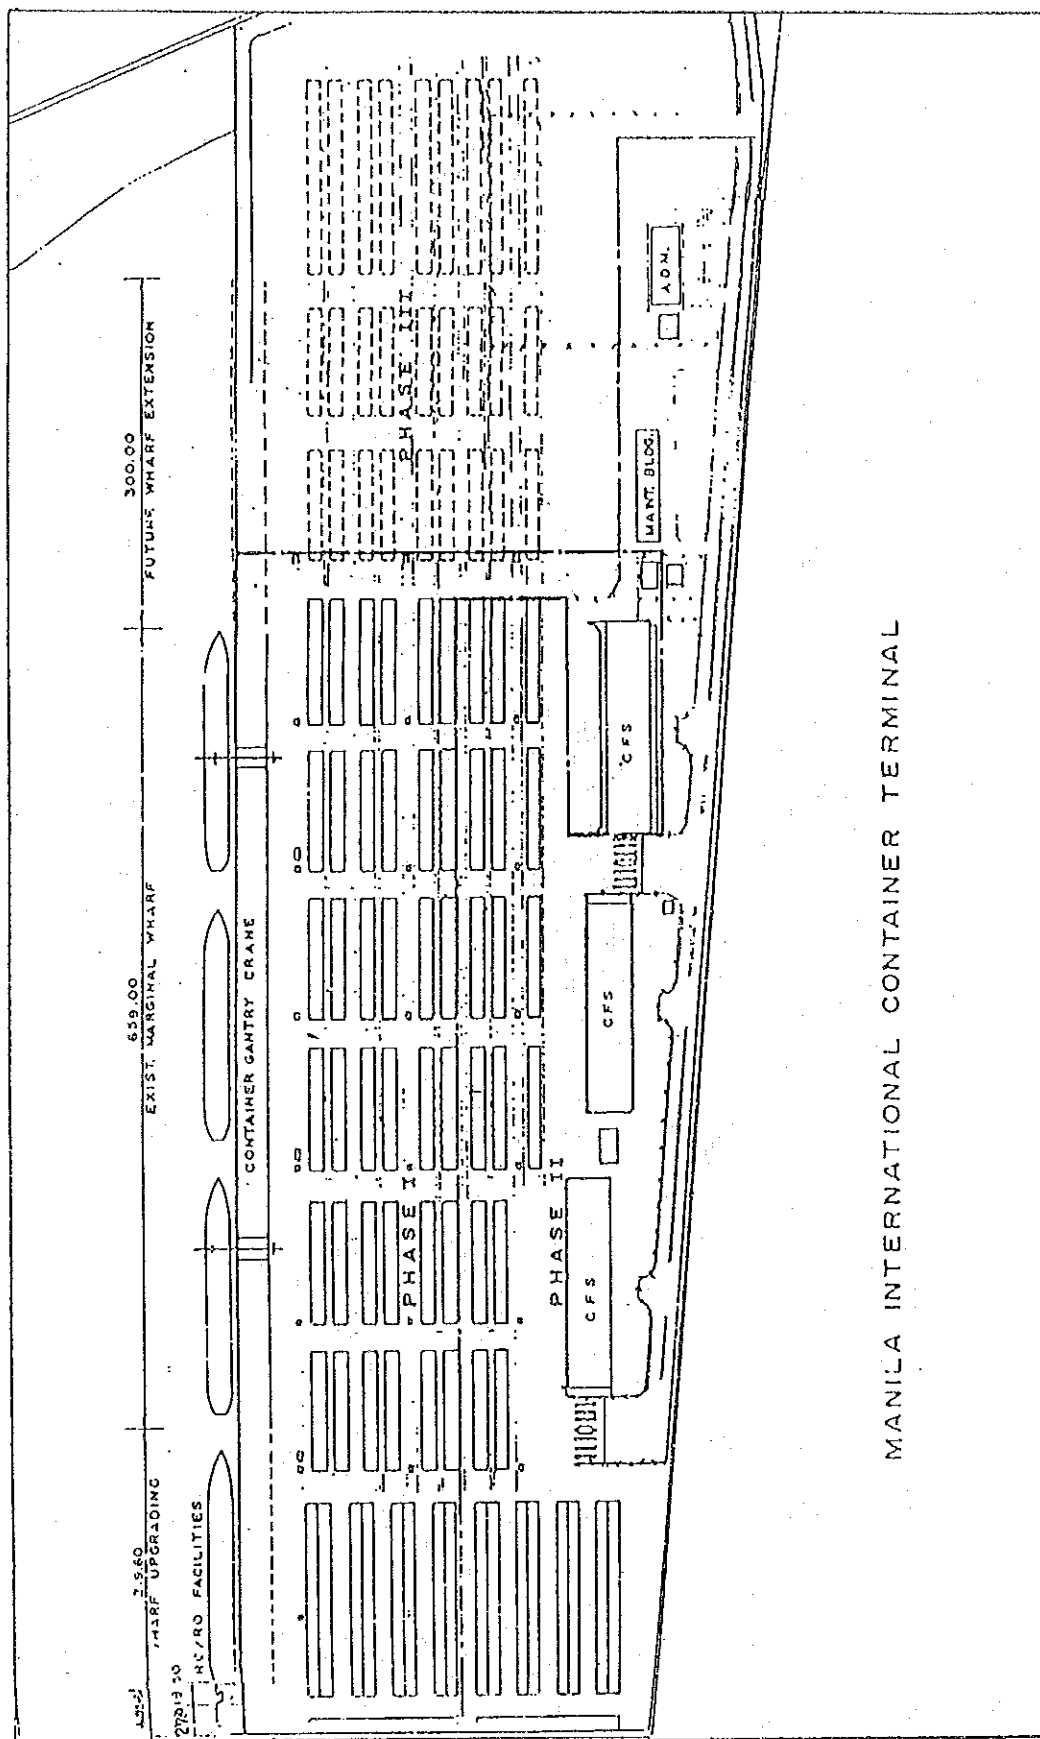 300.00
FUTURE WHARF EXTENSION
659.00
EXIST. MARGINAL WHARF
WHARF UPGRADING
RO/RO FACILITIES
CONTAINER GANTRY CRANE
PHASE III
PHASE I
PHASE II
ADM.
MAINT. BLDG.
CFS
CFS
CFS
MANILA INTERNATIONAL CONTAINER TERMINAL